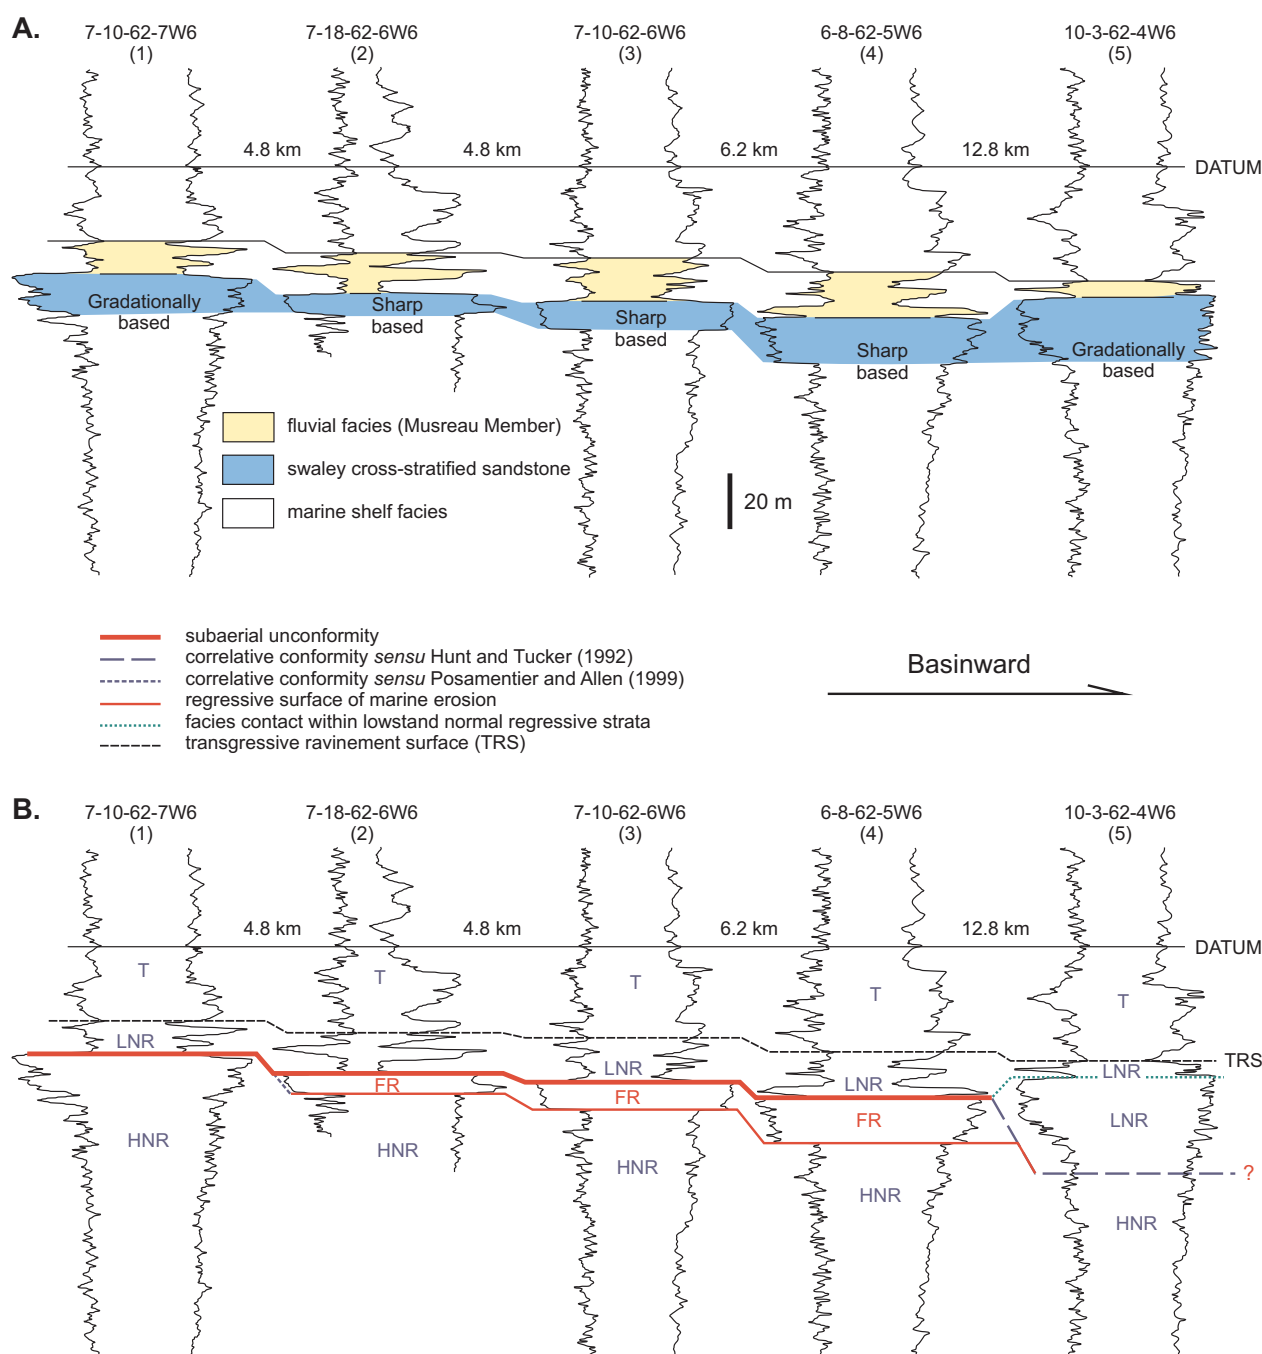 A.
7-10-62-7W6 7-18-62-6W6 7-10-62-6W6 6-8-62-5W6 10-3-62-4W6
(1) (2) (3) (4) (5)
4.8 km 4.8 km 6.2 km 12.8 km
DATUM
Gradationally based
Sharp based
Sharp based
Sharp based
Gradationally based
fluvial facies (Musreau Member)
swaley cross-stratified sandstone
marine shelf facies
20 m
subaerial unconformity
correlative conformity sensu Hunt and Tucker (1992)
correlative conformity sensu Posamentier and Allen (1999)
regressive surface of marine erosion
facies contact within lowstand normal regressive strata
transgressive ravinement surface (TRS)
Basinward
B.
7-10-62-7W6 7-18-62-6W6 7-10-62-6W6 6-8-62-5W6 10-3-62-4W6
(1) (2) (3) (4) (5)
4.8 km 4.8 km 6.2 km 12.8 km
DATUM
T T T T T
TRS
LNR LNR LNR LNR
FR FR FR LNR
HNR HNR HNR HNR HNR
?